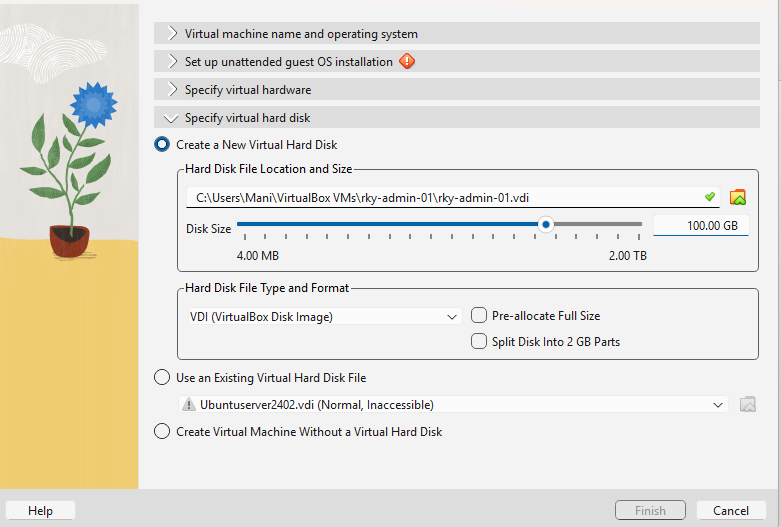 Virtual machine name and operating system
Set up unattended guest OS installation
Specify virtual hardware
Specify virtual hard disk
Create a New Virtual Hard Disk
Hard Disk File Location and Size
C:\Users\Mani\VirtualBox VMs\rky-admin-01\rky-admin-01.vdi
Disk Size 100.00 GB
4.00 MB 2.00 TB
Hard Disk File Type and Format
VDI (VirtualBox Disk Image) Pre-allocate Full Size
Split Disk Into 2 GB Parts
Use an Existing Virtual Hard Disk File
Ubuntuserver2402.vdi (Normal, Inaccessible)
Create Virtual Machine Without a Virtual Hard Disk
Help Finish Cancel